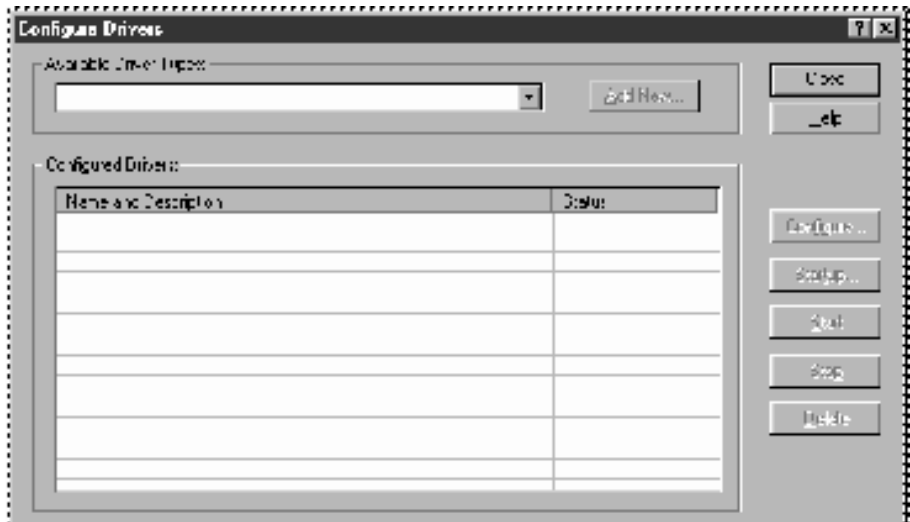 Configure Drivers
Available Driver Types:
Add New...
Close
Help
Configured Drivers:
Name and Description
Status
Configure...
Startup...
Start
Stop
Delete